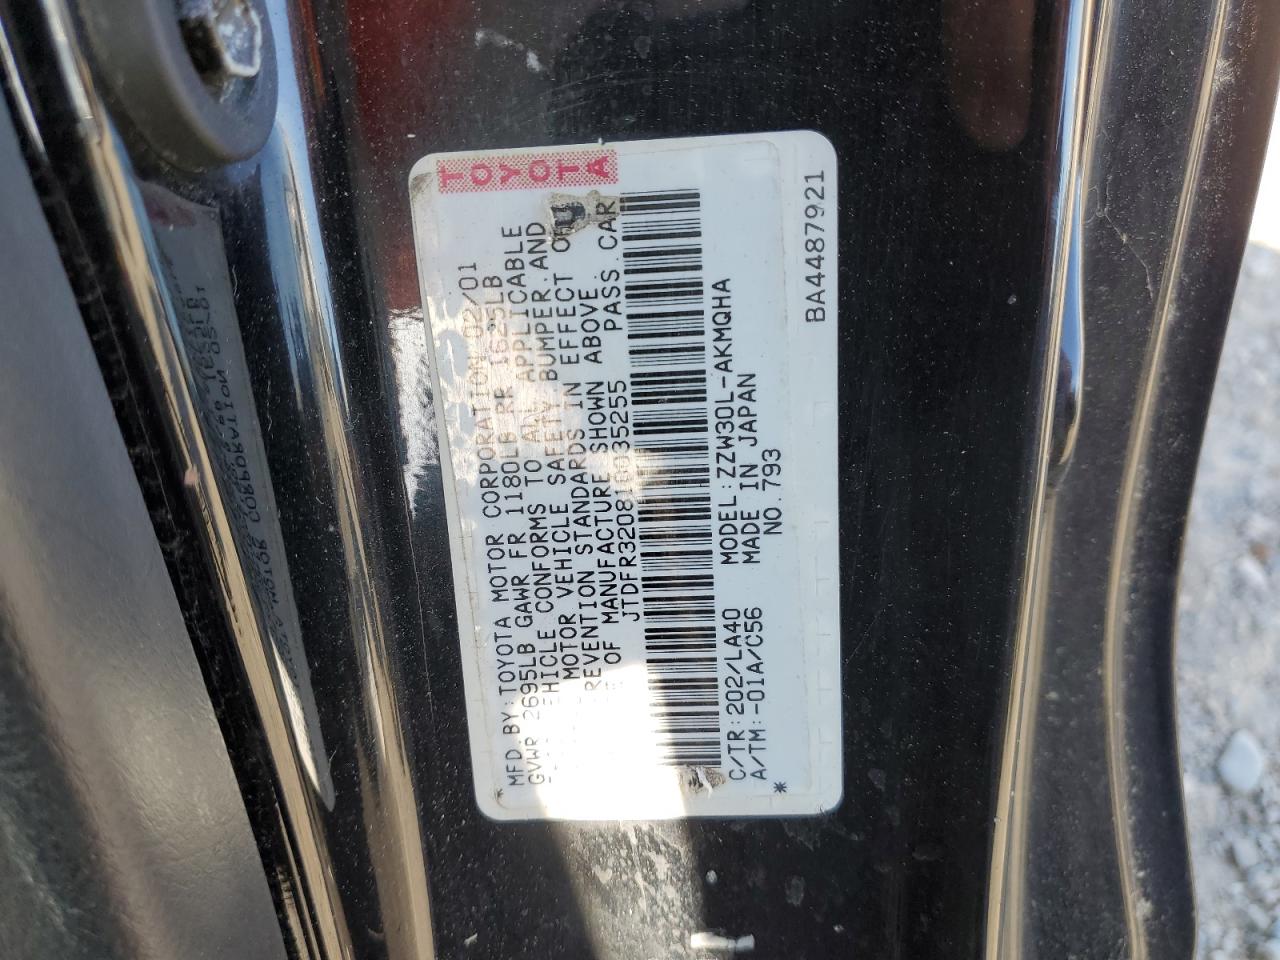 TOYOTA
MFD.BY:TOYOTA MOTOR CORPORATION 02/01
GVWR 2695LB GAWR FR 1180LB RR 1625LB
VEHICLE CONFORMS TO ALL APPLICABLE
MOTOR VEHICLE SAFETY, BUMPER, AND
STANDARDS IN EFFECT ON
OF MANUFACTURE SHOWN ABOVE.
JTDFR320810035255 PASS.CAR
C/TR:202/LA40 MODEL:ZZW30L-AKMQHA
A/TM:-01A/C56 MADE IN JAPAN
* NO.793
BA4487921